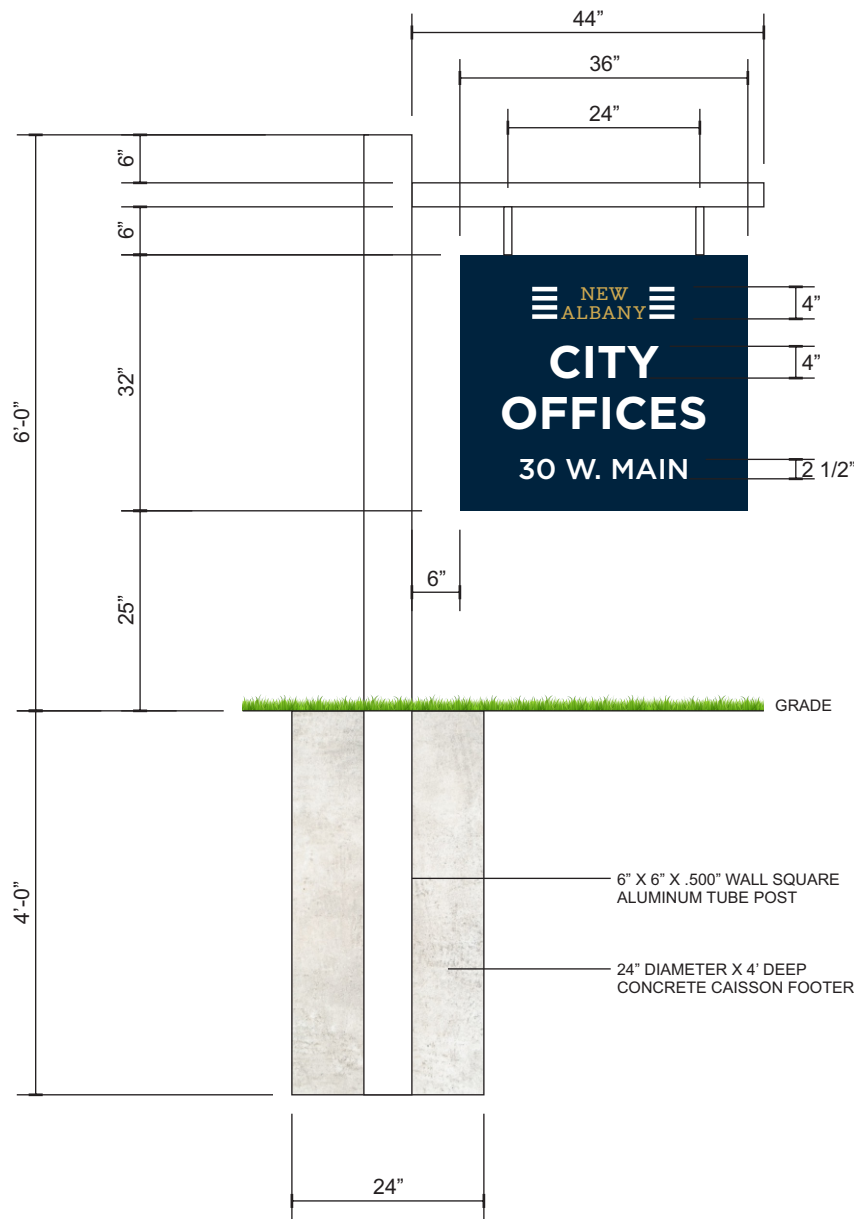 44”
36”
24”
6”
6”
NEW
ALBANY
4”
CITY
4”
OFFICES
32”
6’-0”
30 W. MAIN
2 1/2”
6”
25”
GRADE
4’-0”
6” X 6” X .500” WALL SQUARE
ALUMINUM TUBE POST
24” DIAMETER X 4’ DEEP
CONCRETE CAISSON FOOTER
24”